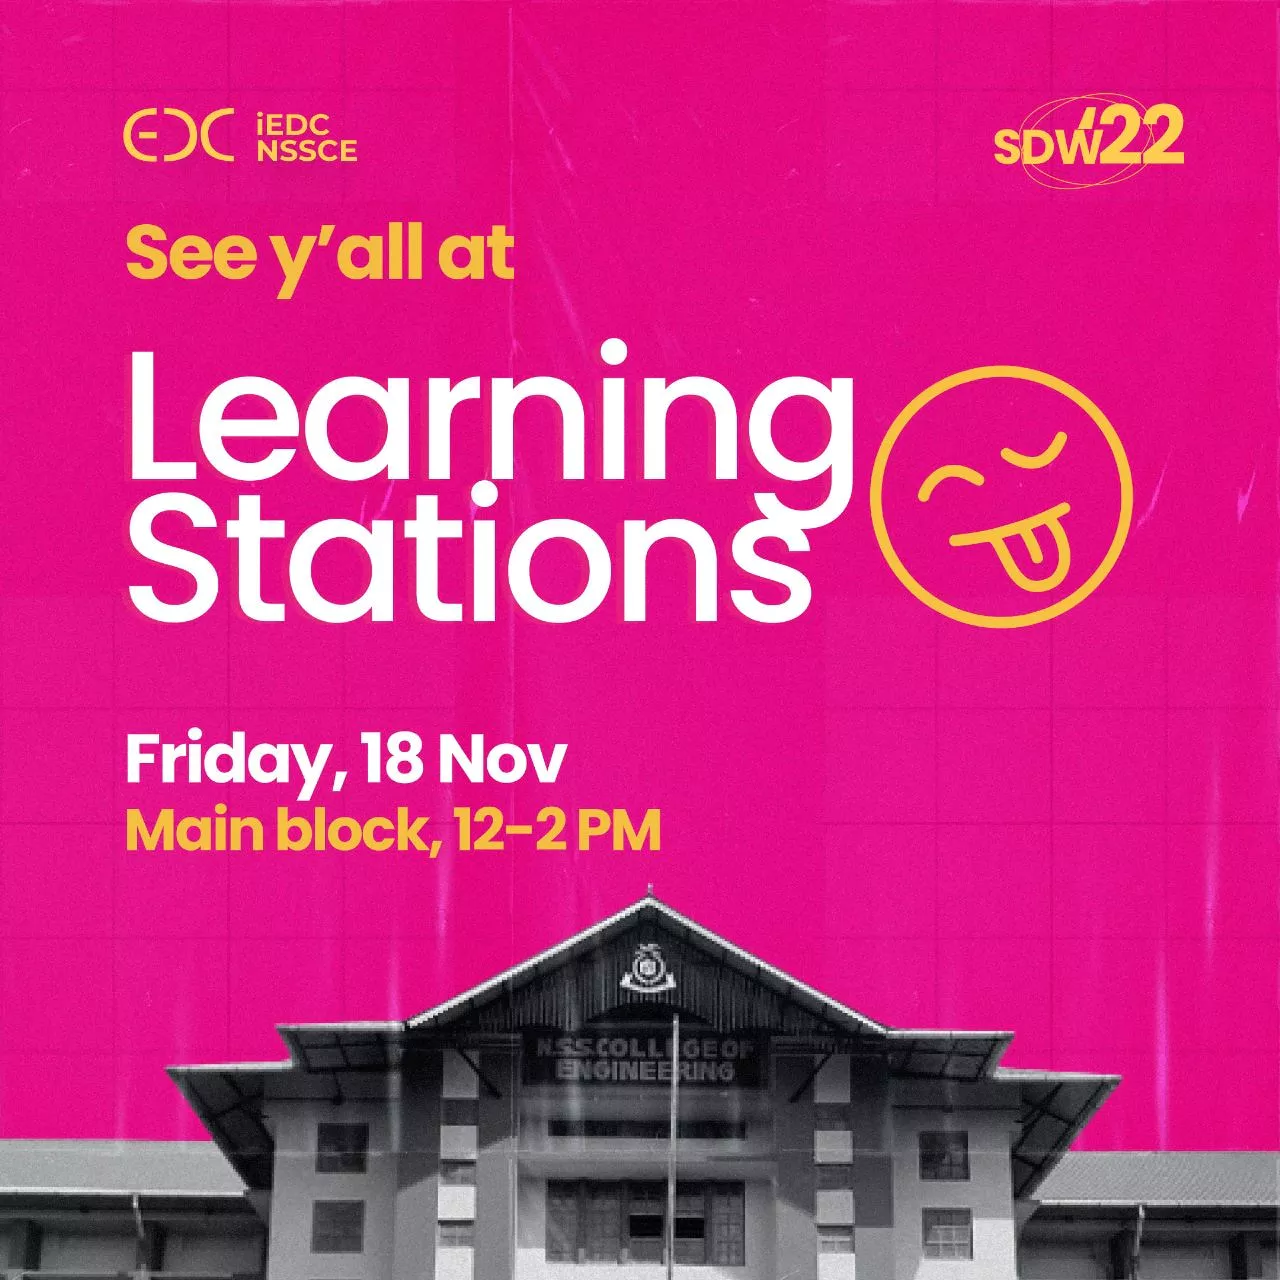 iEDC
NSSCE
SDW'22
See y’all at
Learning
Stations
Friday, 18 Nov
Main block, 12-2 PM
N.S.S.COLLEGE OF
ENGINEERING